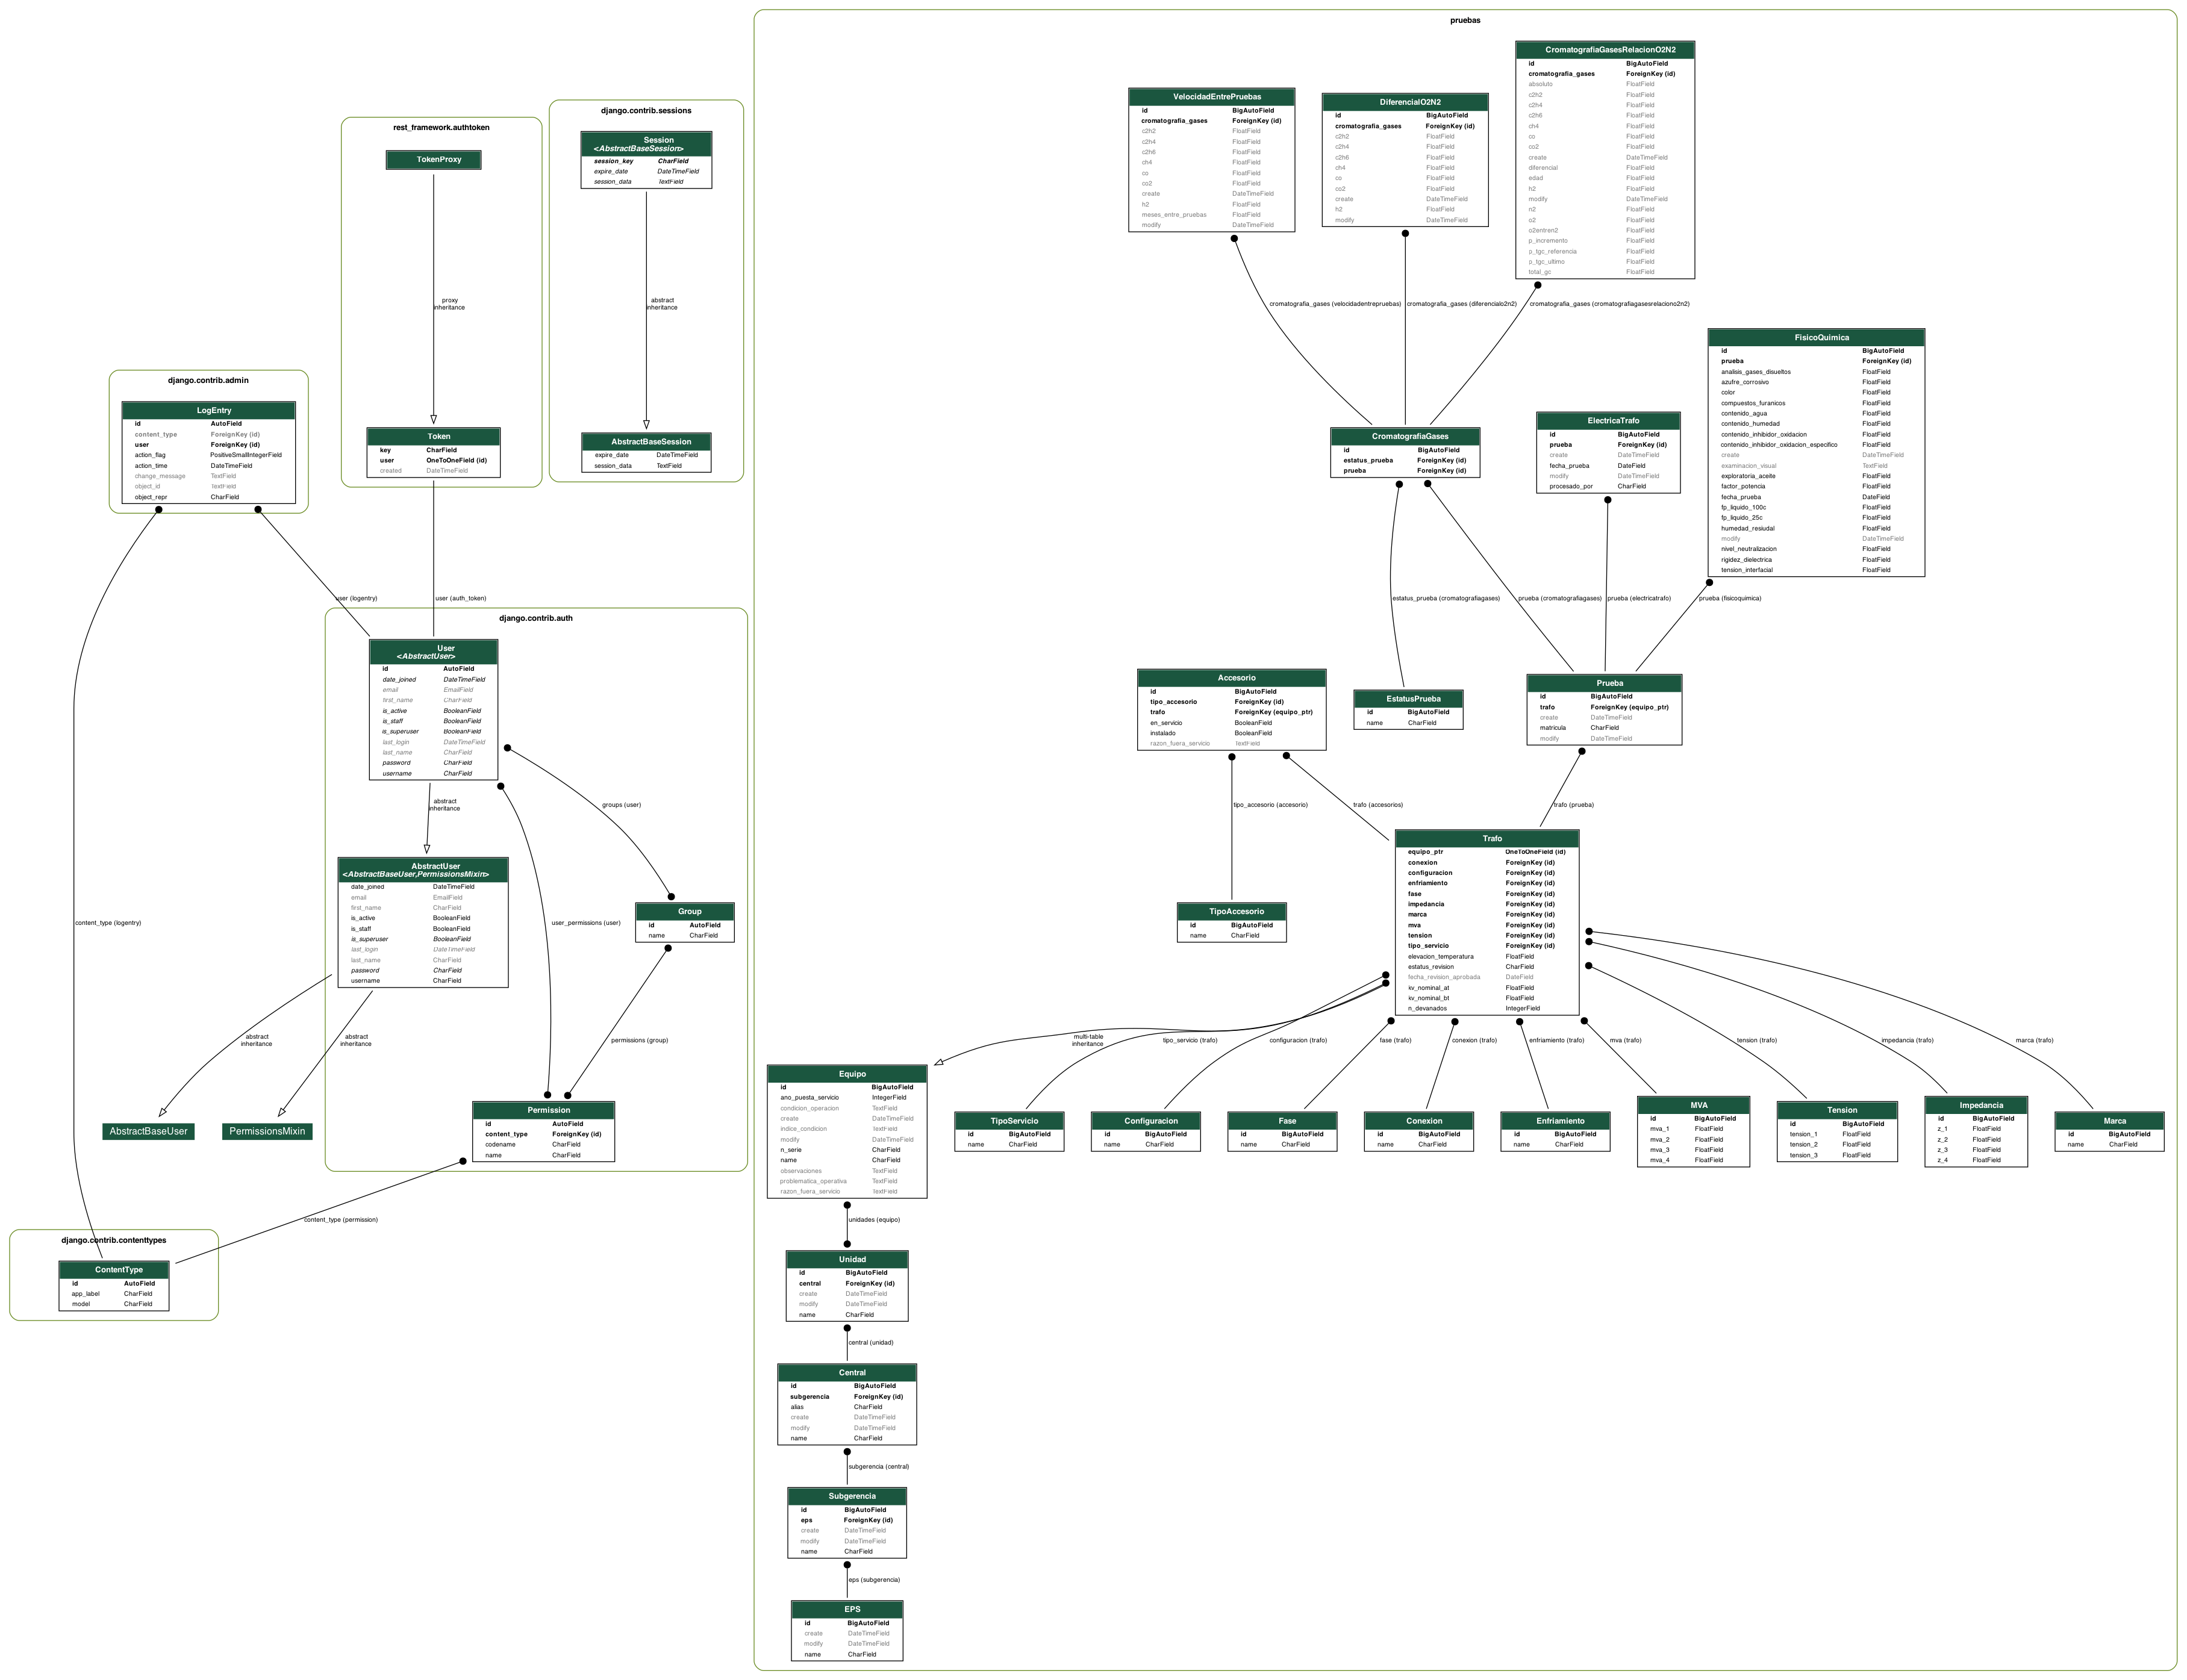 pruebas
CromatografiaGasesRelacionO2N2
id BigAutoField
cromatografia_gases ForeignKey (id)
absoluto FloatField
c2h2 FloatField
c2h4 FloatField
c2h6 FloatField
ch4 FloatField
co FloatField
co2 FloatField
create DateTimeField
diferencial FloatField
edad FloatField
h2 FloatField
modify DateTimeField
n2 FloatField
o2 FloatField
o2entren2 FloatField
p_incremento FloatField
p_tgc_referencia FloatField
p_tgc_ultimo FloatField
total_gc FloatField
VelocidadEntrePruebas
id BigAutoField
cromatografia_gases ForeignKey (id)
c2h2 FloatField
c2h4 FloatField
c2h6 FloatField
ch4 FloatField
co FloatField
co2 FloatField
create DateTimeField
h2 FloatField
meses_entre_pruebas FloatField
modify DateTimeField
DiferencialO2N2
id BigAutoField
cromatografia_gases ForeignKey (id)
c2h2 FloatField
c2h4 FloatField
c2h6 FloatField
ch4 FloatField
co FloatField
co2 FloatField
create DateTimeField
h2 FloatField
modify DateTimeField
django.contrib.sessions
Session
<AbstractBaseSession>
session_key CharField
expire_date DateTimeField
session_data TextField
abstract
inheritance
AbstractBaseSession
expire_date DateTimeField
session_data TextField
rest_framework.authtoken
TokenProxy
proxy
inheritance
Token
key CharField
user OneToOneField (id)
created DateTimeField
cromatografia_gases (velocidadentrepruebas)
cromatografia_gases (diferencialo2n2)
cromatografia_gases (cromatografiagasesrelaciono2n2)
FisicoQuimica
id BigAutoField
prueba ForeignKey (id)
analisis_gases_disueltos FloatField
azufre_corrosivo FloatField
color FloatField
compuestos_furanicos FloatField
contenido_agua FloatField
contenido_humedad FloatField
contenido_inhibidor_oxidacion FloatField
contenido_inhibidor_oxidacion_especifico FloatField
create DateTimeField
examinacion_visual TextField
exploratoria_aceite FloatField
factor_potencia FloatField
fecha_prueba DateField
fp_liquido_100c FloatField
fp_liquido_25c FloatField
humedad_resiudal FloatField
modify DateTimeField
nivel_neutralizacion FloatField
rigidez_dielectrica FloatField
tension_interfacial FloatField
django.contrib.admin
LogEntry
id AutoField
content_type ForeignKey (id)
user ForeignKey (id)
action_flag PositiveSmallIntegerField
action_time DateTimeField
change_message TextField
object_id TextField
object_repr CharField
CromatografiaGases
id BigAutoField
estatus_prueba ForeignKey (id)
prueba ForeignKey (id)
ElectricaTrafo
id BigAutoField
prueba ForeignKey (id)
create DateTimeField
fecha_prueba DateField
modify DateTimeField
procesado_por CharField
user (logentry)
user (auth_token)
estatus_prueba (cromatografiagases)
prueba (cromatografiagases)
prueba (electricatrafo)
prueba (fisicoquimica)
django.contrib.auth
User
<AbstractUser>
id AutoField
date_joined DateTimeField
email EmailField
first_name CharField
is_active BooleanField
is_staff BooleanField
is_superuser BooleanField
last_login DateTimeField
last_name CharField
password CharField
username CharField
abstract
inheritance
groups (user)
AbstractUser
<AbstractBaseUser,PermissionsMixin>
date_joined DateTimeField
email EmailField
first_name CharField
is_active BooleanField
is_staff BooleanField
is_superuser BooleanField
last_login DateTimeField
last_name CharField
password CharField
username CharField
user_permissions (user)
Group
id AutoField
name CharField
content_type (logentry)
abstract
inheritance
abstract
inheritance
permissions (group)
AbstractBaseUser
PermissionsMixin
Permission
id AutoField
content_type ForeignKey (id)
codename CharField
name CharField
content_type (permission)
django.contrib.contenttypes
ContentType
id AutoField
app_label CharField
model CharField
Accesorio
id BigAutoField
tipo_accesorio ForeignKey (id)
trafo ForeignKey (equipo_ptr)
en_servicio BooleanField
instalado BooleanField
razon_fuera_servicio TextField
EstatusPrueba
id BigAutoField
name CharField
Prueba
id BigAutoField
trafo ForeignKey (equipo_ptr)
create DateTimeField
matricula CharField
modify DateTimeField
tipo_accesorio (accesorio)
trafo (accesorios)
trafo (prueba)
TipoAccesorio
id BigAutoField
name CharField
Trafo
equipo_ptr OneToOneField (id)
conexion ForeignKey (id)
configuracion ForeignKey (id)
enfriamiento ForeignKey (id)
fase ForeignKey (id)
impedancia ForeignKey (id)
marca ForeignKey (id)
mva ForeignKey (id)
tension ForeignKey (id)
tipo_servicio ForeignKey (id)
elevacion_temperatura FloatField
estatus_revision CharField
fecha_revision_aprobada DateField
kv_nominal_at FloatField
kv_nominal_bt FloatField
n_devanados IntegerField
multi-table
inheritance
tipo_servicio (trafo)
configuracion (trafo)
fase (trafo)
conexion (trafo)
enfriamiento (trafo)
mva (trafo)
tension (trafo)
impedancia (trafo)
marca (trafo)
Equipo
id BigAutoField
ano_puesta_servicio IntegerField
condicion_operacion TextField
create DateTimeField
indice_condicion TextField
modify DateTimeField
n_serie CharField
name CharField
observaciones TextField
problematica_operativa TextField
razon_fuera_servicio TextField
TipoServicio
id BigAutoField
name CharField
Configuracion
id BigAutoField
name CharField
Fase
id BigAutoField
name CharField
Conexion
id BigAutoField
name CharField
Enfriamiento
id BigAutoField
name CharField
MVA
id BigAutoField
mva_1 FloatField
mva_2 FloatField
mva_3 FloatField
mva_4 FloatField
Tension
id BigAutoField
tension_1 FloatField
tension_2 FloatField
tension_3 FloatField
Impedancia
id BigAutoField
z_1 FloatField
z_2 FloatField
z_3 FloatField
z_4 FloatField
Marca
id BigAutoField
name CharField
unidades (equipo)
Unidad
id BigAutoField
central ForeignKey (id)
create DateTimeField
modify DateTimeField
name CharField
central (unidad)
Central
id BigAutoField
subgerencia ForeignKey (id)
alias CharField
create DateTimeField
modify DateTimeField
name CharField
subgerencia (central)
Subgerencia
id BigAutoField
eps ForeignKey (id)
create DateTimeField
modify DateTimeField
name CharField
eps (subgerencia)
EPS
id BigAutoField
create DateTimeField
modify DateTimeField
name CharField